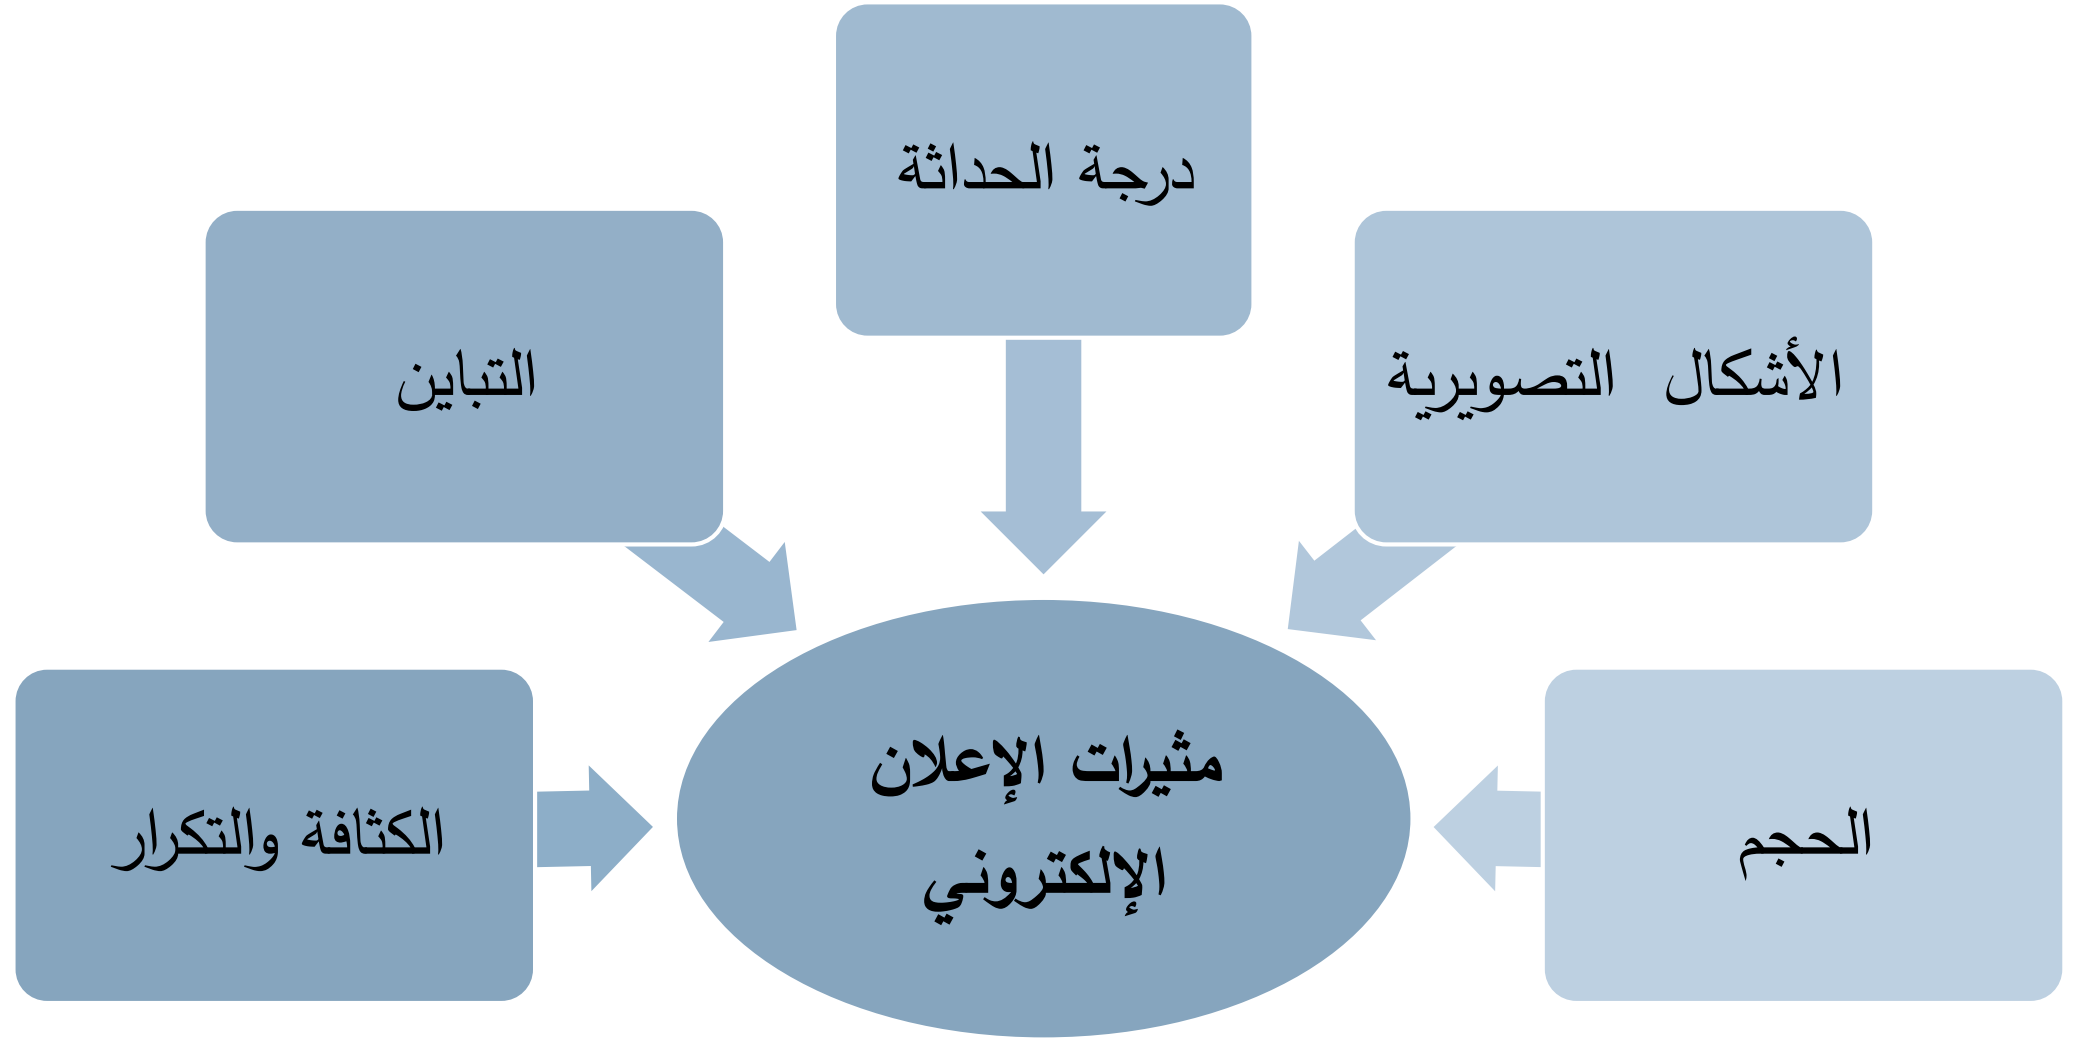 درجة الحداثة
الأشكال التصويرية
التباين
مثيرات الإعلان
الإلكتروني
الحجم
الكثافة والتكرار